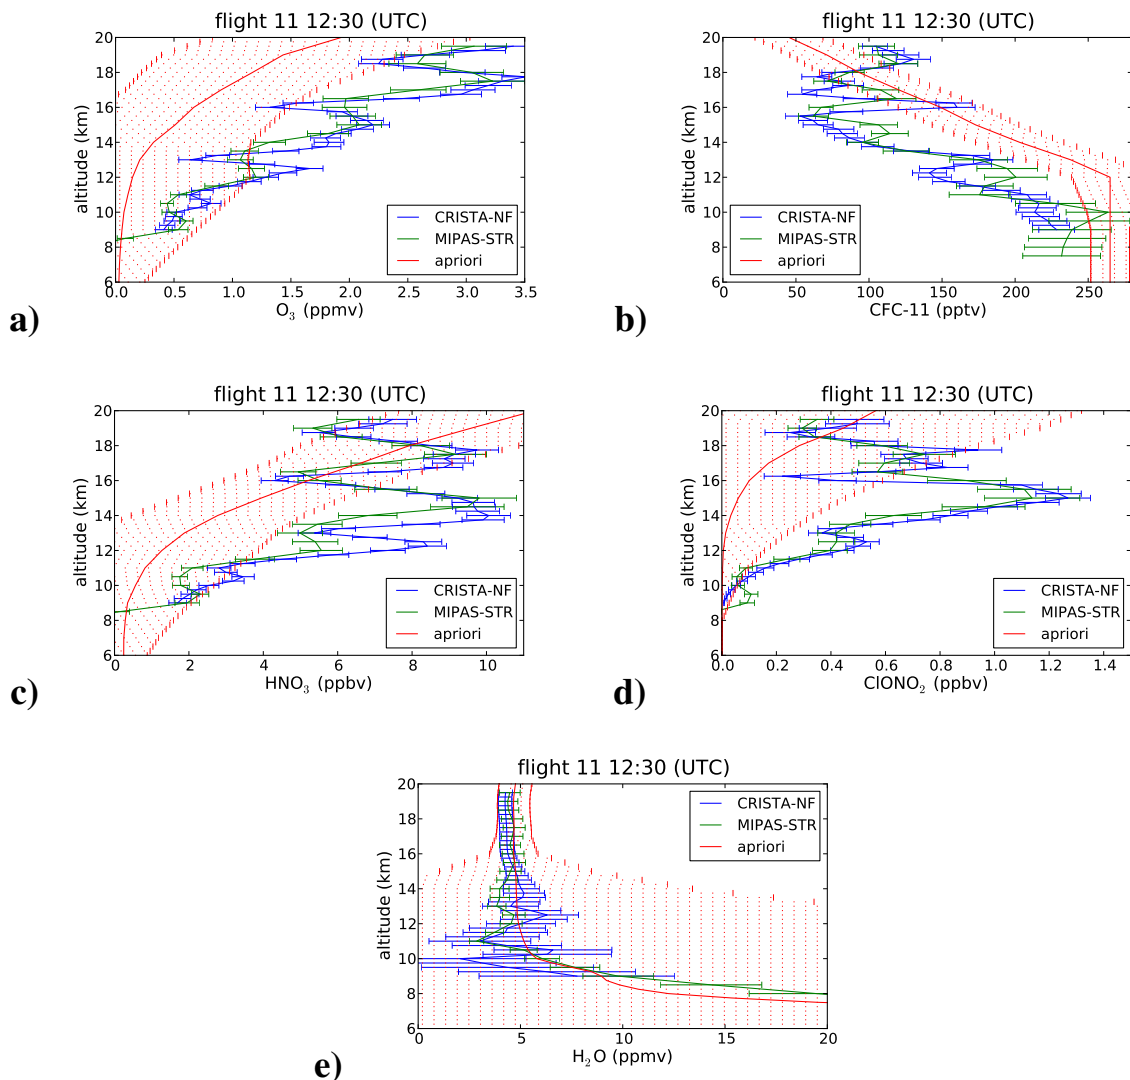 flight 11 12:30 (UTC)
20
18
16
14
12
10
8
6
altitude (km)
0.0 0.5 1.0 1.5 2.0 2.5 3.0 3.5
O3 (ppmv)
CRISTA-NF
MIPAS-STR
apriori
a)
flight 11 12:30 (UTC)
20
18
16
14
12
10
8
6
altitude (km)
0 50 100 150 200 250
CFC-11 (pptv)
CRISTA-NF
MIPAS-STR
apriori
b)
flight 11 12:30 (UTC)
20
18
16
14
12
10
8
6
altitude (km)
0 2 4 6 8 10
HNO3 (ppbv)
CRISTA-NF
MIPAS-STR
apriori
c)
flight 11 12:30 (UTC)
20
18
16
14
12
10
8
6
altitude (km)
0.0 0.2 0.4 0.6 0.8 1.0 1.2 1.4
ClONO2 (ppbv)
CRISTA-NF
MIPAS-STR
apriori
d)
flight 11 12:30 (UTC)
20
18
16
14
12
10
8
6
altitude (km)
0 5 10 15 20
H2O (ppmv)
CRISTA-NF
MIPAS-STR
apriori
e)